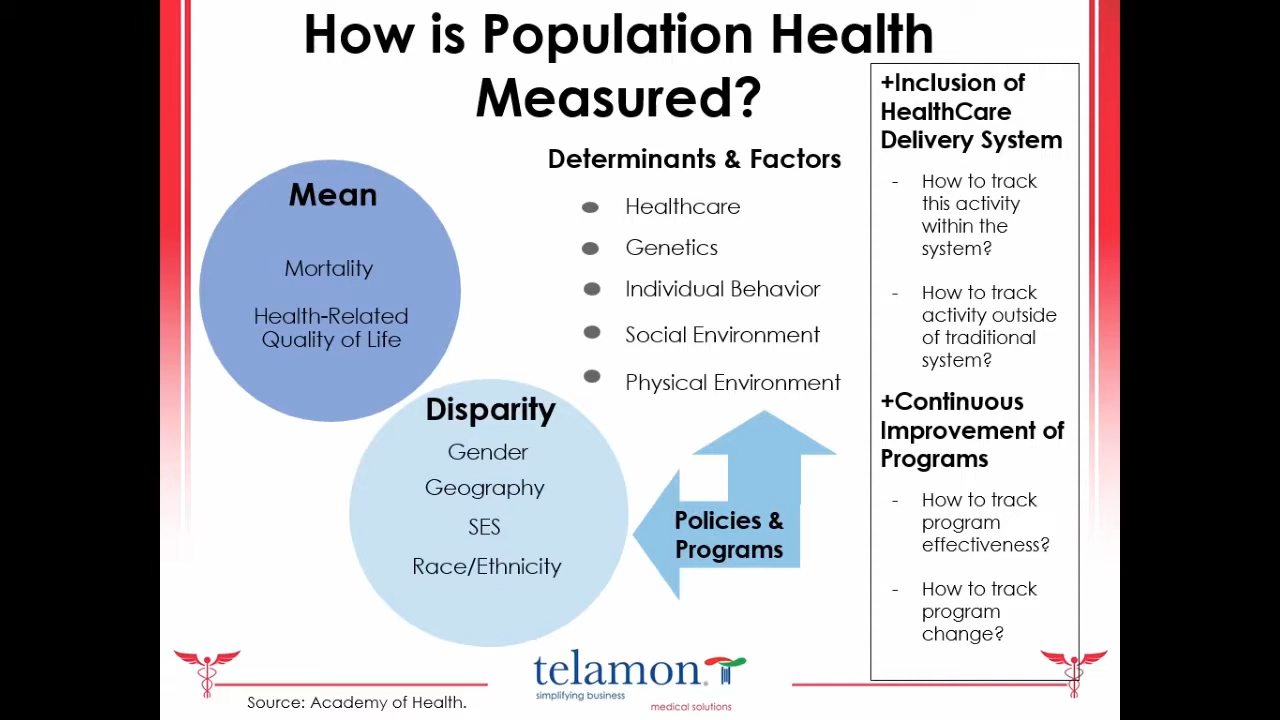 How is Population Health
Measured?
Mean
Mortality
Health-Related
Quality of Life
Disparity
Gender
Geography
SES
Race/Ethnicity
Determinants & Factors
Healthcare
Genetics
Individual Behavior
Social Environment
Physical Environment
Policies &
Programs
+Inclusion of
HealthCare
Delivery System
- How to track
this activity
within the
system?
- How to track
activity outside
of traditional
system?
+Continuous
Improvement of
Programs
- How to track
program
effectiveness?
- How to track
program
change?
Source: Academy of Health.
telamon®
simplifying business
medical solutions